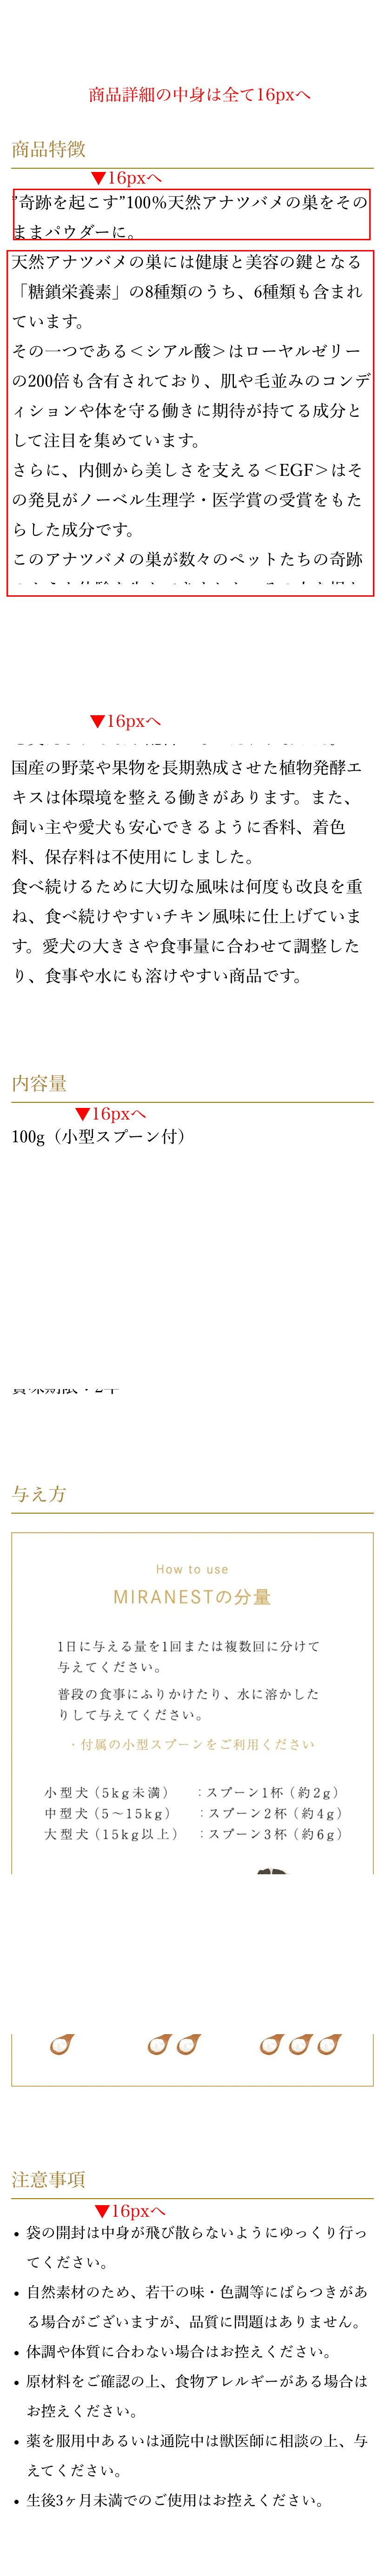 商品詳細の中身は全て16pxへ
商品特徴
▼16pxへ
”奇跡を起こす”100％天然アナツバメの巣をその
ままパウダーに。
天然アナツバメの巣には健康と美容の鍵となる
「糖鎖栄養素」の8種類のうち、6種類も含まれ
ています。
その一つである＜シアル酸＞はローヤルゼリー
の200倍も含有されており、肌や毛並みのコンデ
ィションや体を守る働きに期待が持てる成分と
して注目を集めています。
さらに、内側から美しさを支える＜EGF＞はそ
の発見がノーベル生理学・医学賞の受賞をもた
らした成分です。
このアナツバメの巣が数々のペットたちの奇跡
▼16pxへ
国産の野菜や果物を長期熟成させた植物発酵エ
キスは体環境を整える働きがあります。また、
飼い主や愛犬も安心できるように香料、着色
料、保存料は不使用にしました。
食べ続けるために大切な風味は何度も改良を重
ね、食べ続けやすいチキン風味に仕上げていま
す。愛犬の大きさや食事量に合わせて調整した
り、食事や水にも溶けやすい商品です。
内容量
▼16pxへ
100g（小型スプーン付）
与え方
How to use
MIRANESTの分量
1日に与える量を1回または複数回に分けて
与えてください。
普段の食事にふりかけたり、水に溶かした
りして与えてください。
・付属の小型スプーンをご利用ください
小型犬（5kg未満）：スプーン1杯（約2g）
中型犬（5～15kg）：スプーン2杯（約4g）
大型犬（15kg以上）：スプーン3杯（約6g）
注意事項
▼16pxへ
• 袋の開封は中身が飛び散らないようにゆっくり行っ
てください。
• 自然素材のため、若干の味・色調等にばらつきがあ
る場合がございますが、品質に問題はありません。
• 体調や体質に合わない場合はお控えください。
• 原材料をご確認の上、食物アレルギーがある場合は
お控えください。
• 薬を服用中あるいは通院中は獣医師に相談の上、与
えてください。
• 生後3ヶ月未満でのご使用はお控えください。